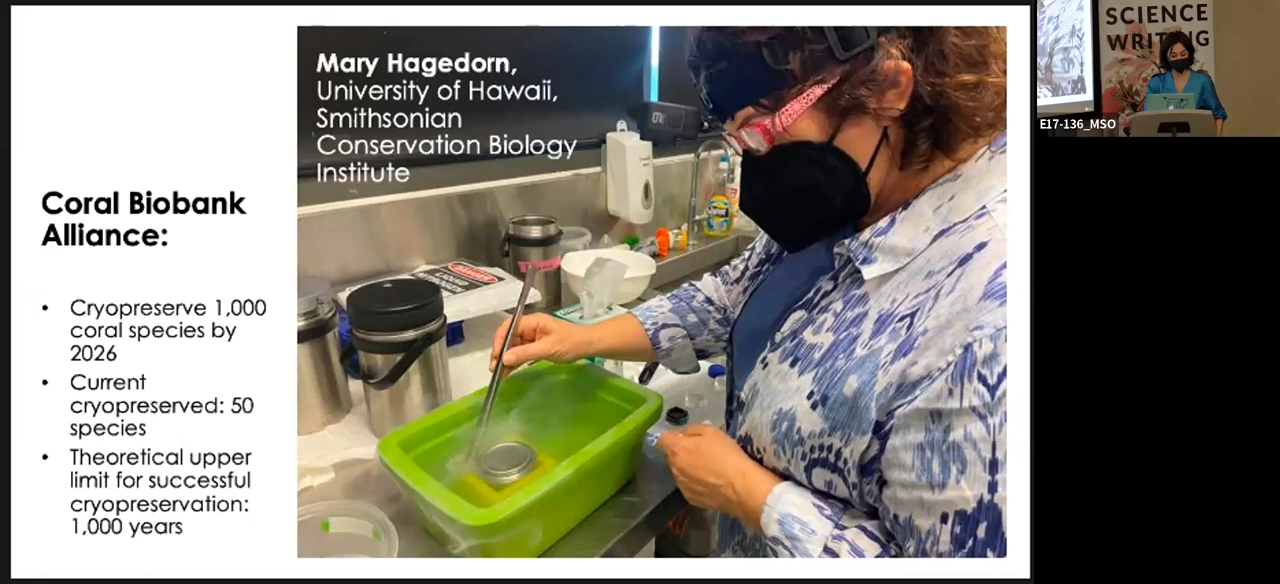 Mary Hagedorn,
University of Hawaii,
Smithsonian
Conservation Biology
Institute
Coral Biobank
Alliance:
• Cryopreserve 1,000
coral species by
2026
• Current
cryopreserved: 50
species
• Theoretical upper
limit for successful
cryopreservation:
1,000 years
DANGER
SCIENCE
WRITING
E17-136_MSO